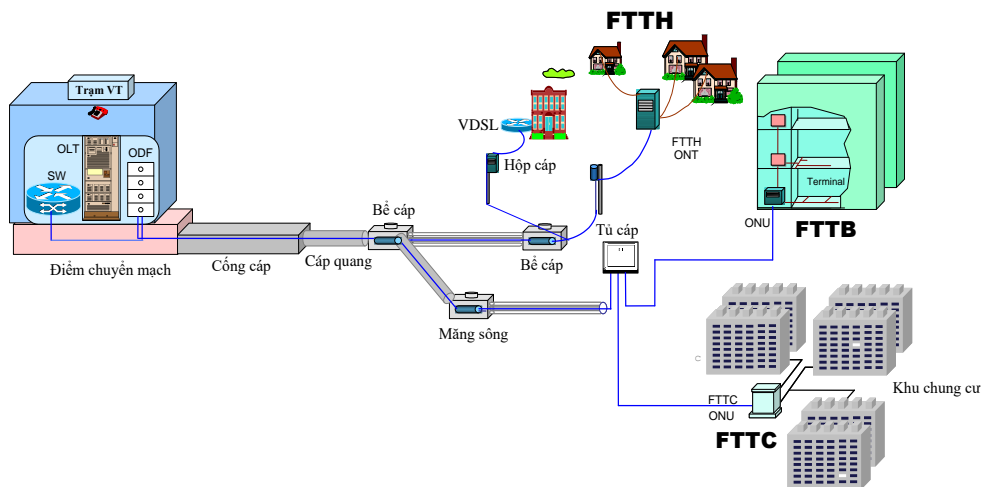 FTTH
Trạm VT
OLT
ODF
SW
VDSL
Hộp cáp
FTTH
ONT
Terminal
ONU
FTTB
Bể cáp
Tủ cáp
Điểm chuyển mạch
Cống cáp
Cáp quang
Bể cáp
Măng sông
FTTC
ONU
FTTC
Khu chung cư